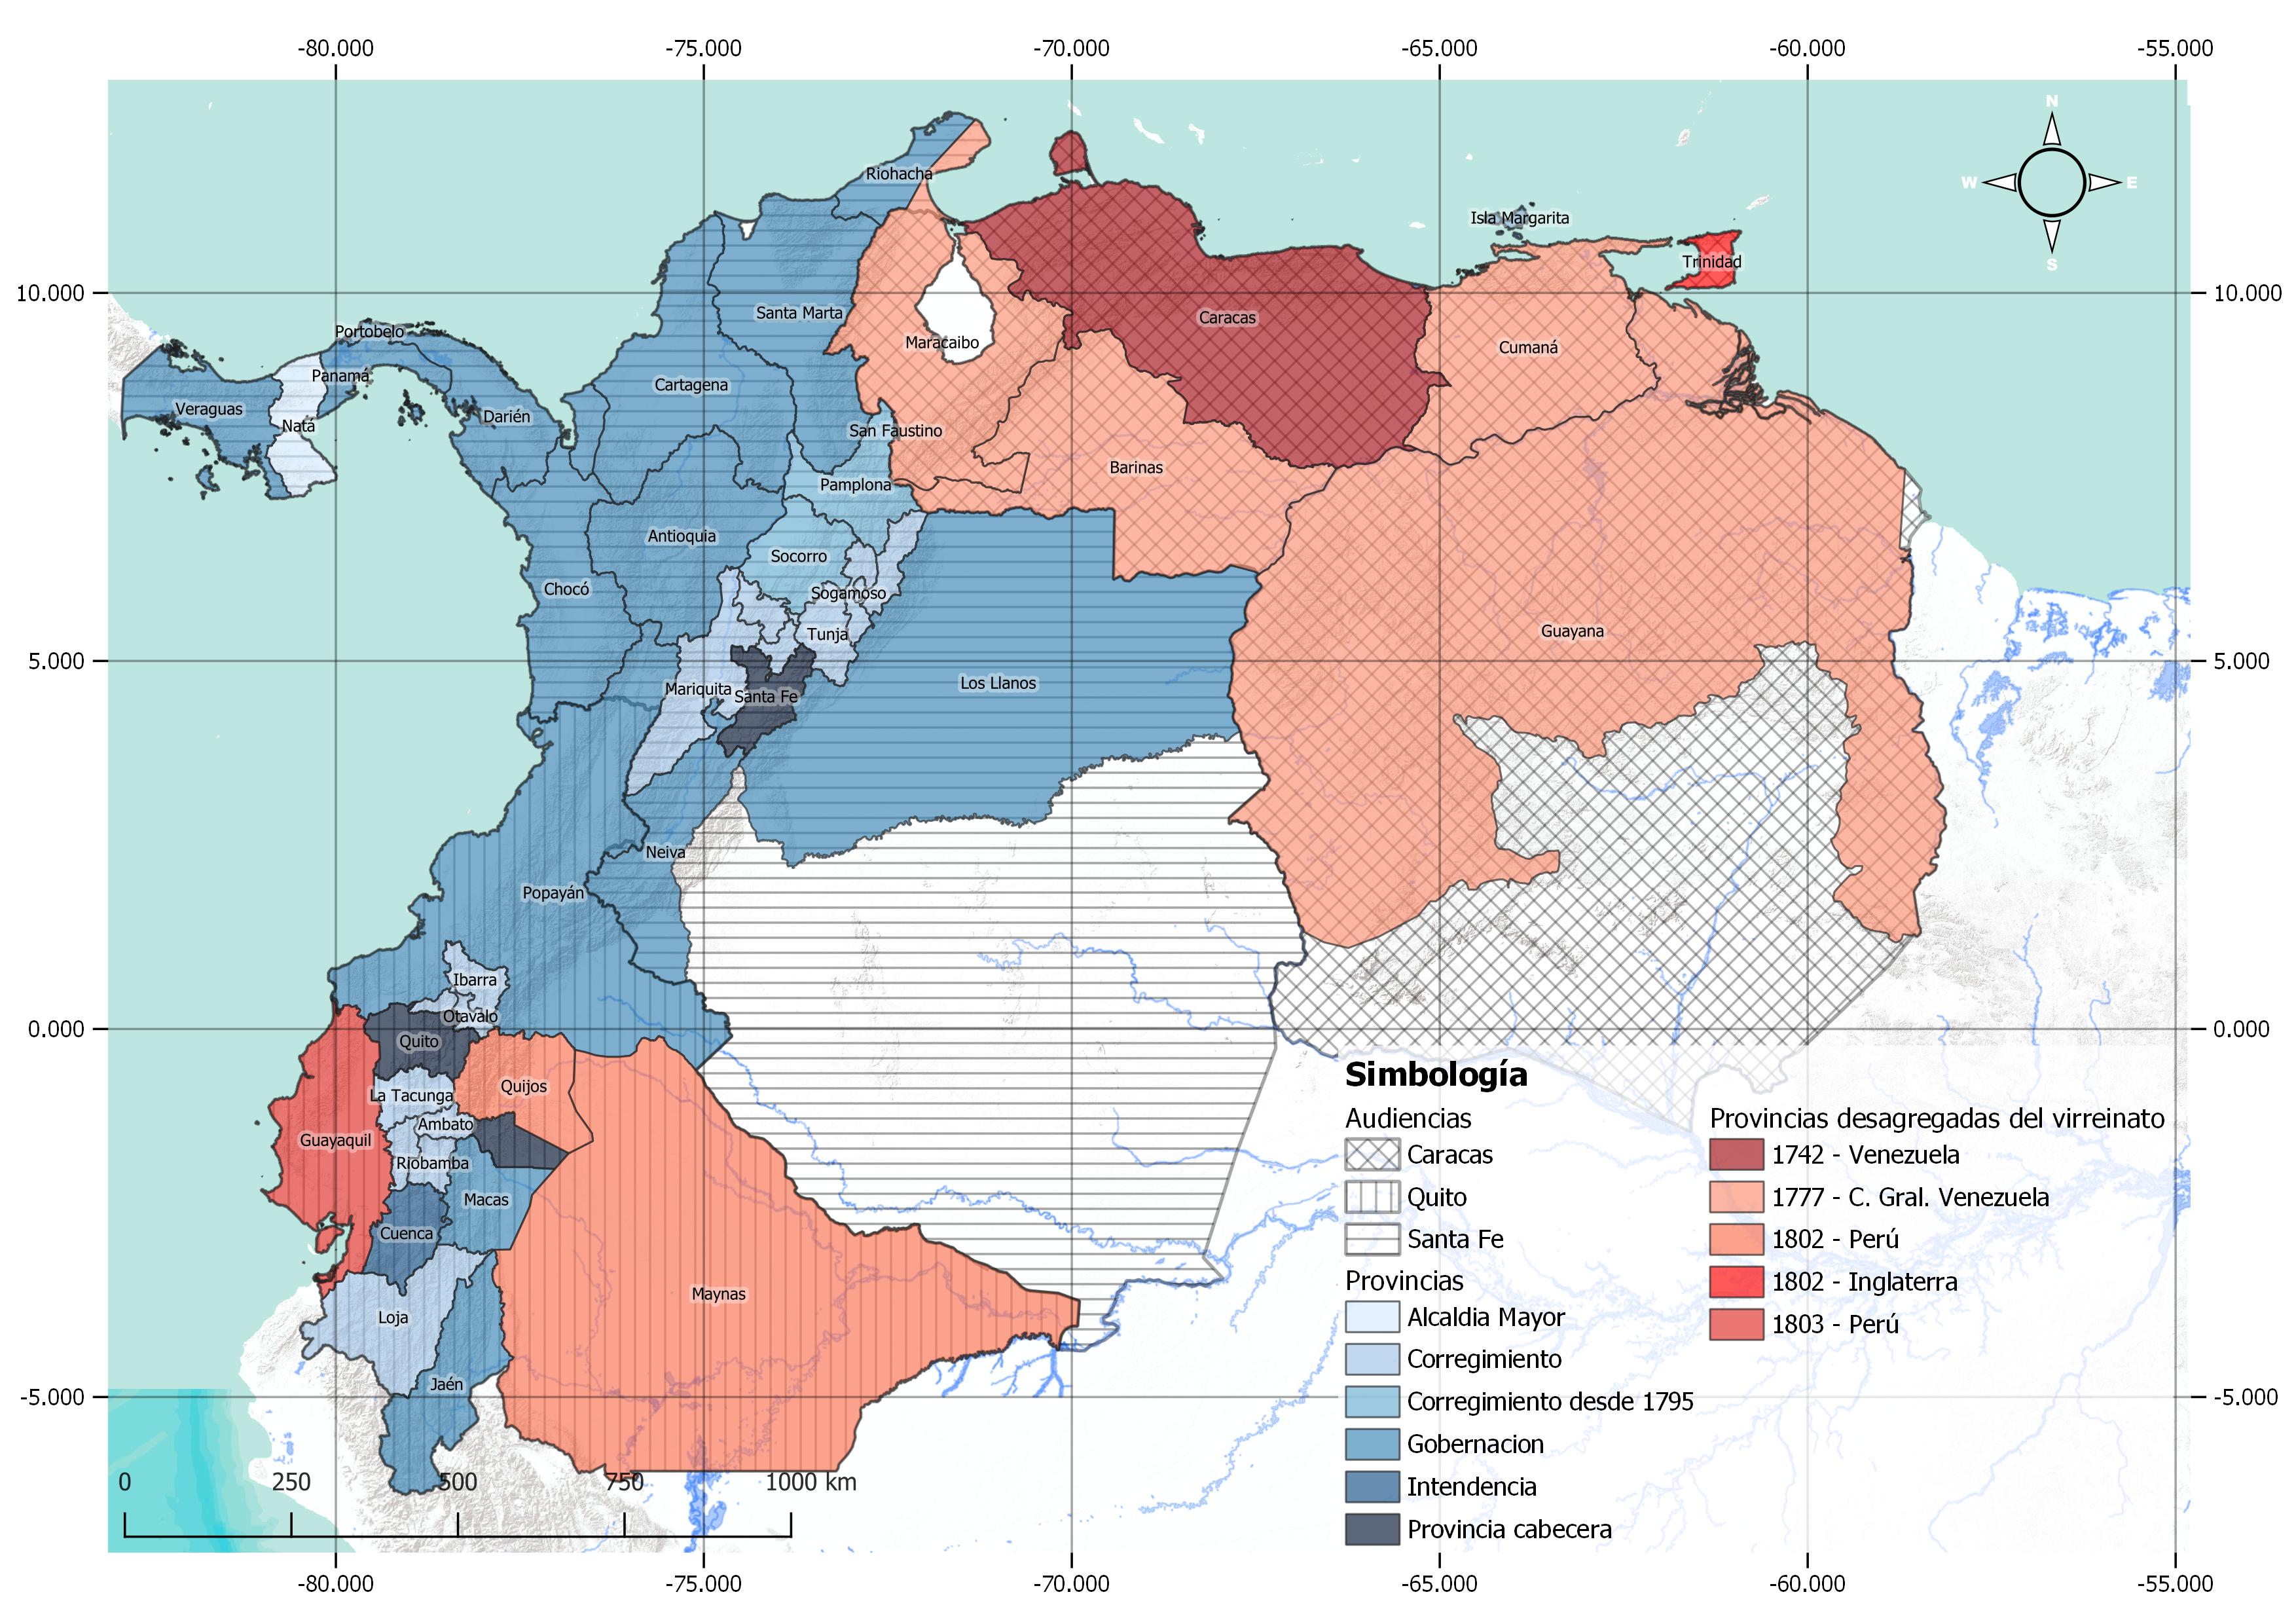 -80.000 -75.000 -70.000 -65.000 -60.000 -55.000
N
W E
S
10.000 10.000
5.000 5.000
0.000 0.000
-5.000 -5.000
Riohacha
Isla Margarita
Trinidad
Santa Marta
Caracas
Portobelo
Maracaibo
Cumaná
Panamá
Cartagena
Veraguas
Darién
Natá
San Faustino
Barinas
Pamplona
Antioquia
Socorro
Chocó
Sogamoso
Tunja
Guayana
Los Llanos
Mariquita
Santa Fe
Neiva
Popayán
Ibarra
Otavalo
Quito
Quijos
La Tacunga
Ambato
Guayaquil
Riobamba
Macas
Cuenca
Maynas
Loja
Jaén
Simbología
Audiencias
Caracas
Quito
Santa Fe
Provincias
Alcaldia Mayor
Corregimiento
Corregimiento desde 1795
Gobernacion
Intendencia
Provincia cabecera
Provincias desagregadas del virreinato
1742 - Venezuela
1777 - C. Gral. Venezuela
1802 - Perú
1802 - Inglaterra
1803 - Perú
0 250 500 750 1000 km
-80.000 -75.000 -70.000 -65.000 -60.000 -55.000